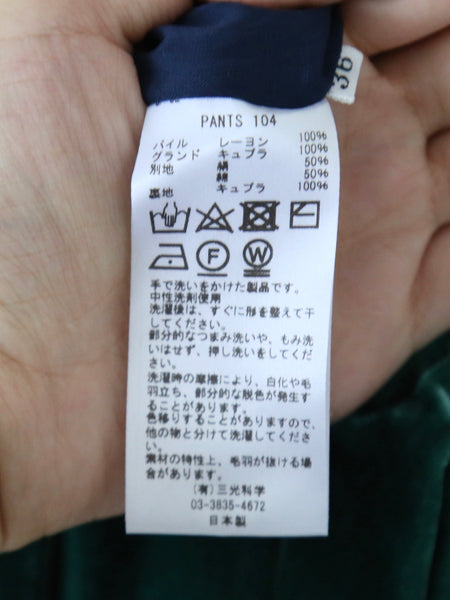 36
PANTS 104
パイル レーヨン 100%
グランド キュプラ 100%
別地 絹 50%
綿 50%
裏地 キュプラ 100%
F W
手で洗いをかけた製品です。
中性洗剤使用
洗濯後は、すぐに形を整えて干
してください。
部分的なつまみ洗いや、もみ洗
いはせず、押し洗いをしてくだ
さい。
洗濯時の摩擦により、白化や毛
羽立ち、部分的な脱色が発生す
ることがあります。
色移りすることがありますので、
他の物と分けて洗濯してくださ
い。
素材の特性上、毛羽が抜ける場
合があります。
(有)三光科学
03-3835-4672
日本製